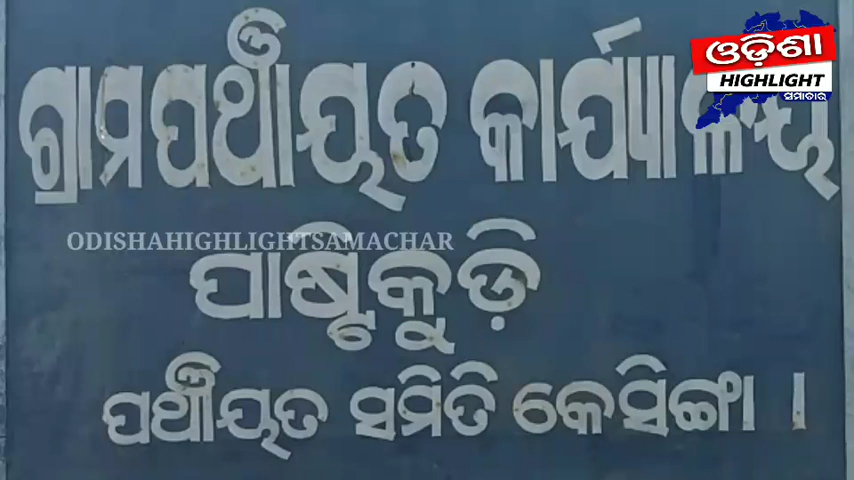 ଓଡ଼ିଶା
HIGHLIGHT
ସମାଚାର
ଗ୍ରାମପଞ୍ଚାୟତ କାର୍ଯ୍ୟାଳୟ
ODISHAHIGHLIGHTSAMACHAR
ପାଷ୍ଟିକୁଡ଼ି
ପଞ୍ଚାୟତ ସମିତି କେସିଙ୍ଗା ।